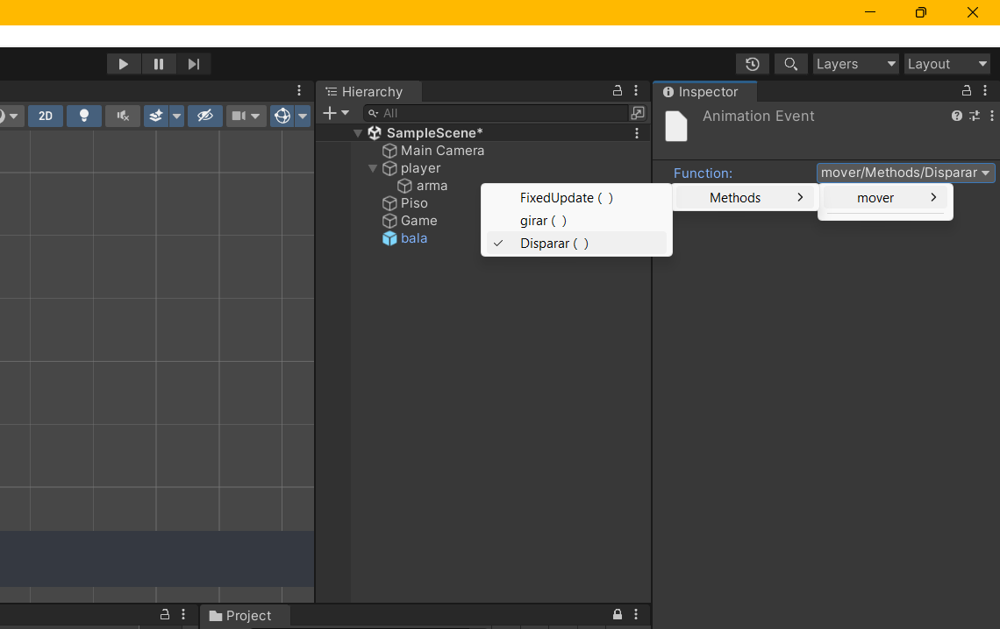 Layers
Layout
Hierarchy
Inspector
2D
All
Animation Event
SampleScene*
Main Camera
player
Function:
mover/Methods/Disparar
arma
FixedUpdate ( )
Methods
mover
Piso
Game
girar ( )
bala
Disparar ( )
Project